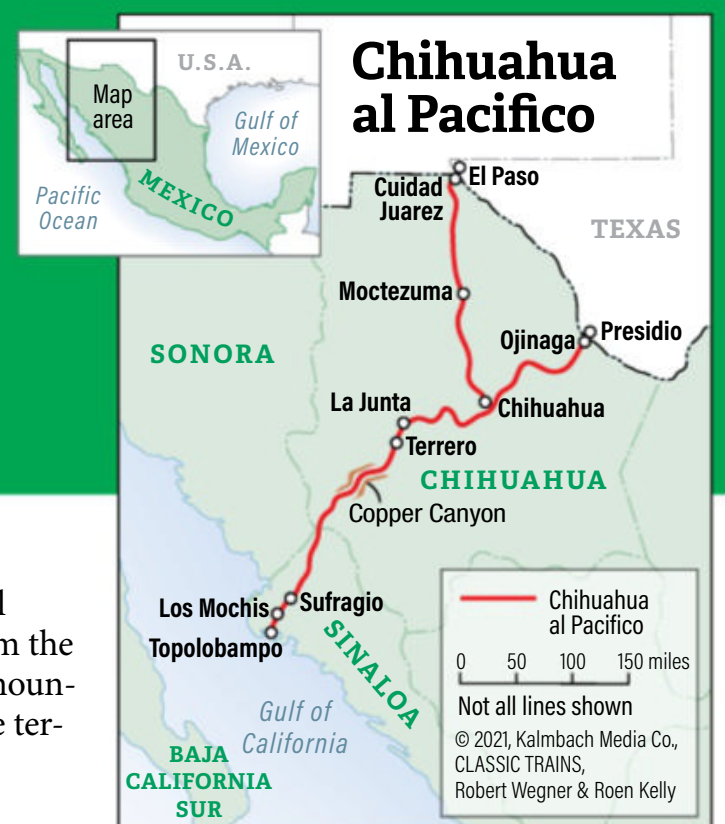 Chihuahua
al Pacifico
U.S.A.
Map
area
Gulf of
Mexico
Pacific
Ocean
MEXICO
El Paso
Cuidad
Juarez
TEXAS
Moctezuma
Ojinaga
Presidio
SONORA
La Junta
Chihuahua
Terrero
CHIHUAHUA
Copper Canyon
Los Mochis
Sufragio
Topolobampo
SINALOA
Gulf of
California
BAJA
CALIFORNIA
SUR
Chihuahua
al Pacifico
0 50 100 150 miles
Not all lines shown
© 2021, Kalmbach Media Co.,
CLASSIC TRAINS,
Robert Wegner & Roen Kelly
m the
noun-
e ter-